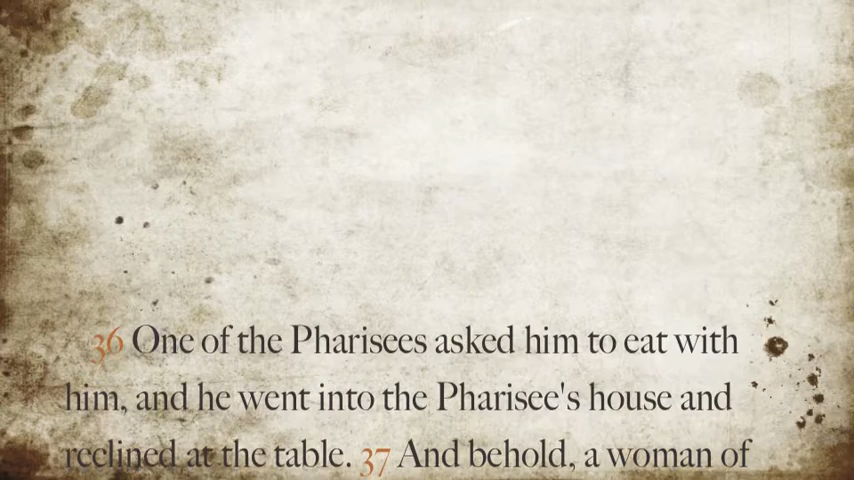 36 One of the Pharisees asked him to eat with
him, and he went into the Pharisee's house and
reclined at the table. 37 And behold, a woman of